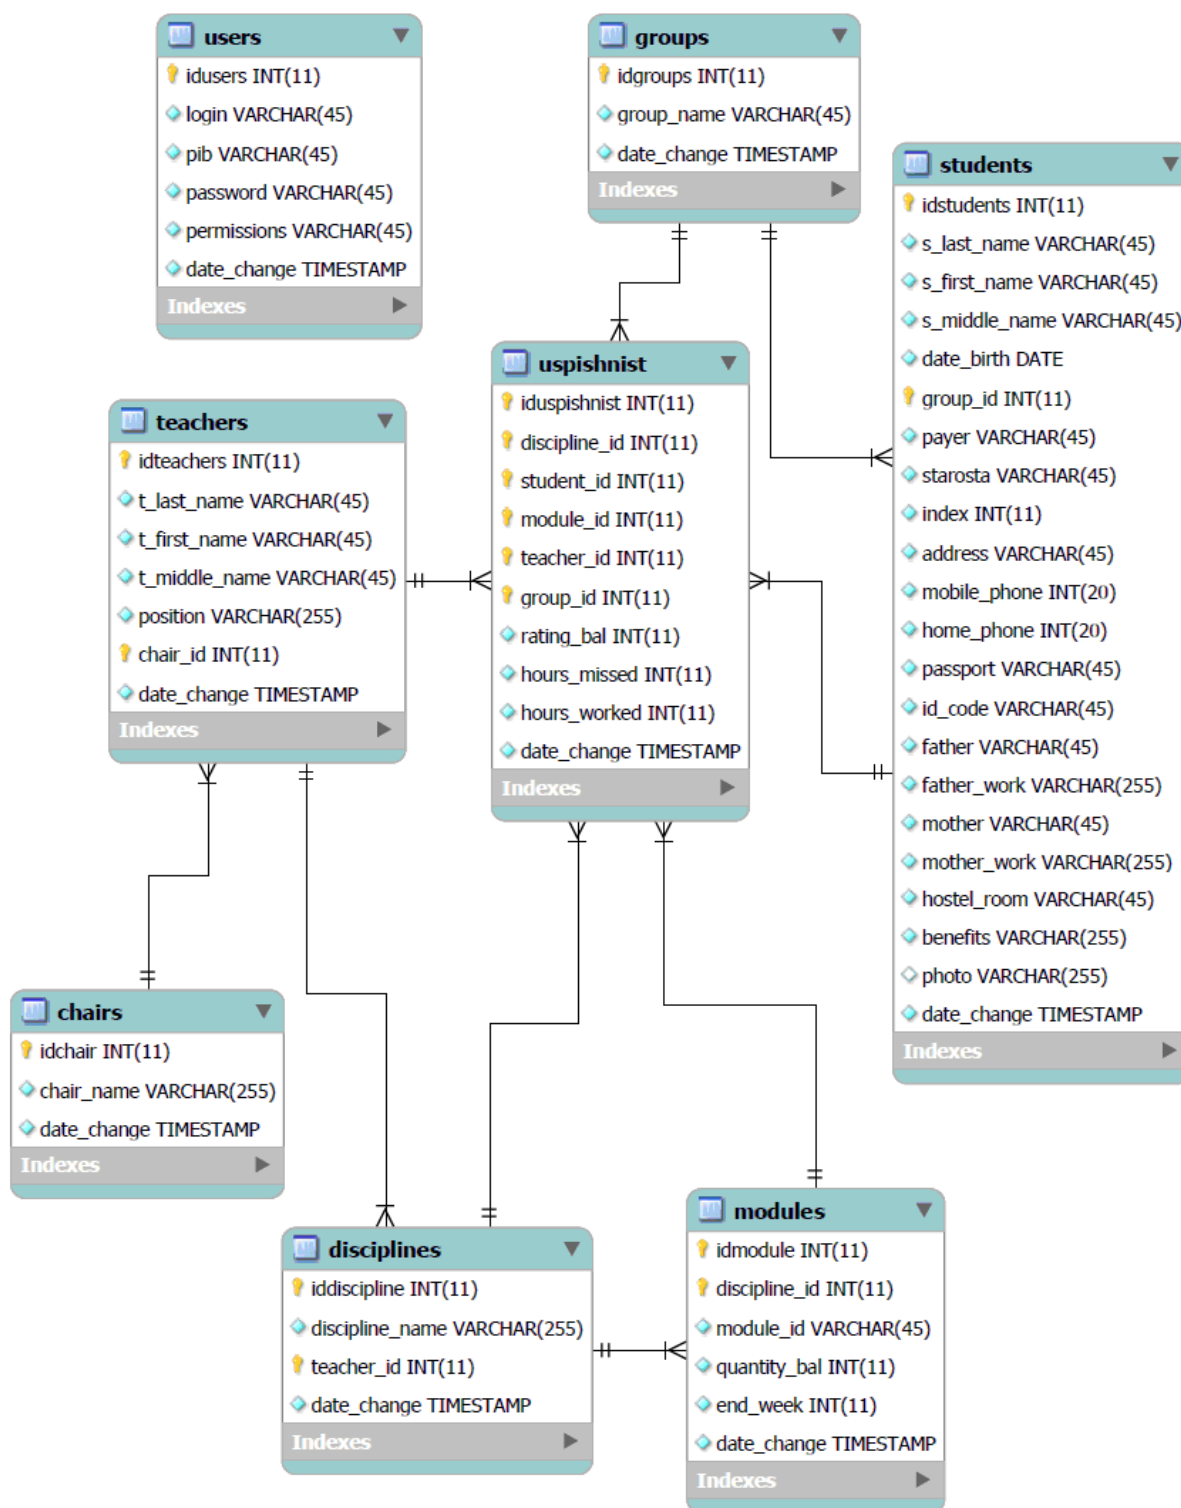 users
idusers INT(11)
login VARCHAR(45)
pib VARCHAR(45)
password VARCHAR(45)
permissions VARCHAR(45)
date_change TIMESTAMP
Indexes
groups
idgroups INT(11)
group_name VARCHAR(45)
date_change TIMESTAMP
Indexes
students
idstudents INT(11)
s_last_name VARCHAR(45)
s_first_name VARCHAR(45)
s_middle_name VARCHAR(45)
date_birth DATE
group_id INT(11)
payer VARCHAR(45)
starosta VARCHAR(45)
index INT(11)
address VARCHAR(45)
mobile_phone INT(20)
home_phone INT(20)
passport VARCHAR(45)
id_code VARCHAR(45)
father VARCHAR(45)
father_work VARCHAR(255)
mother VARCHAR(45)
mother_work VARCHAR(255)
hostel_room VARCHAR(45)
benefits VARCHAR(255)
photo VARCHAR(255)
date_change TIMESTAMP
Indexes
uspishnist
iduspishnist INT(11)
discipline_id INT(11)
student_id INT(11)
module_id INT(11)
teacher_id INT(11)
group_id INT(11)
rating_bal INT(11)
hours_missed INT(11)
hours_worked INT(11)
date_change TIMESTAMP
Indexes
teachers
idteachers INT(11)
t_last_name VARCHAR(45)
t_first_name VARCHAR(45)
t_middle_name VARCHAR(45)
position VARCHAR(255)
chair_id INT(11)
date_change TIMESTAMP
Indexes
chairs
idchair INT(11)
chair_name VARCHAR(255)
date_change TIMESTAMP
Indexes
disciplines
iddiscipline INT(11)
discipline_name VARCHAR(255)
teacher_id INT(11)
date_change TIMESTAMP
Indexes
modules
idmodule INT(11)
discipline_id INT(11)
module_id VARCHAR(45)
quantity_bal INT(11)
end_week INT(11)
date_change TIMESTAMP
Indexes